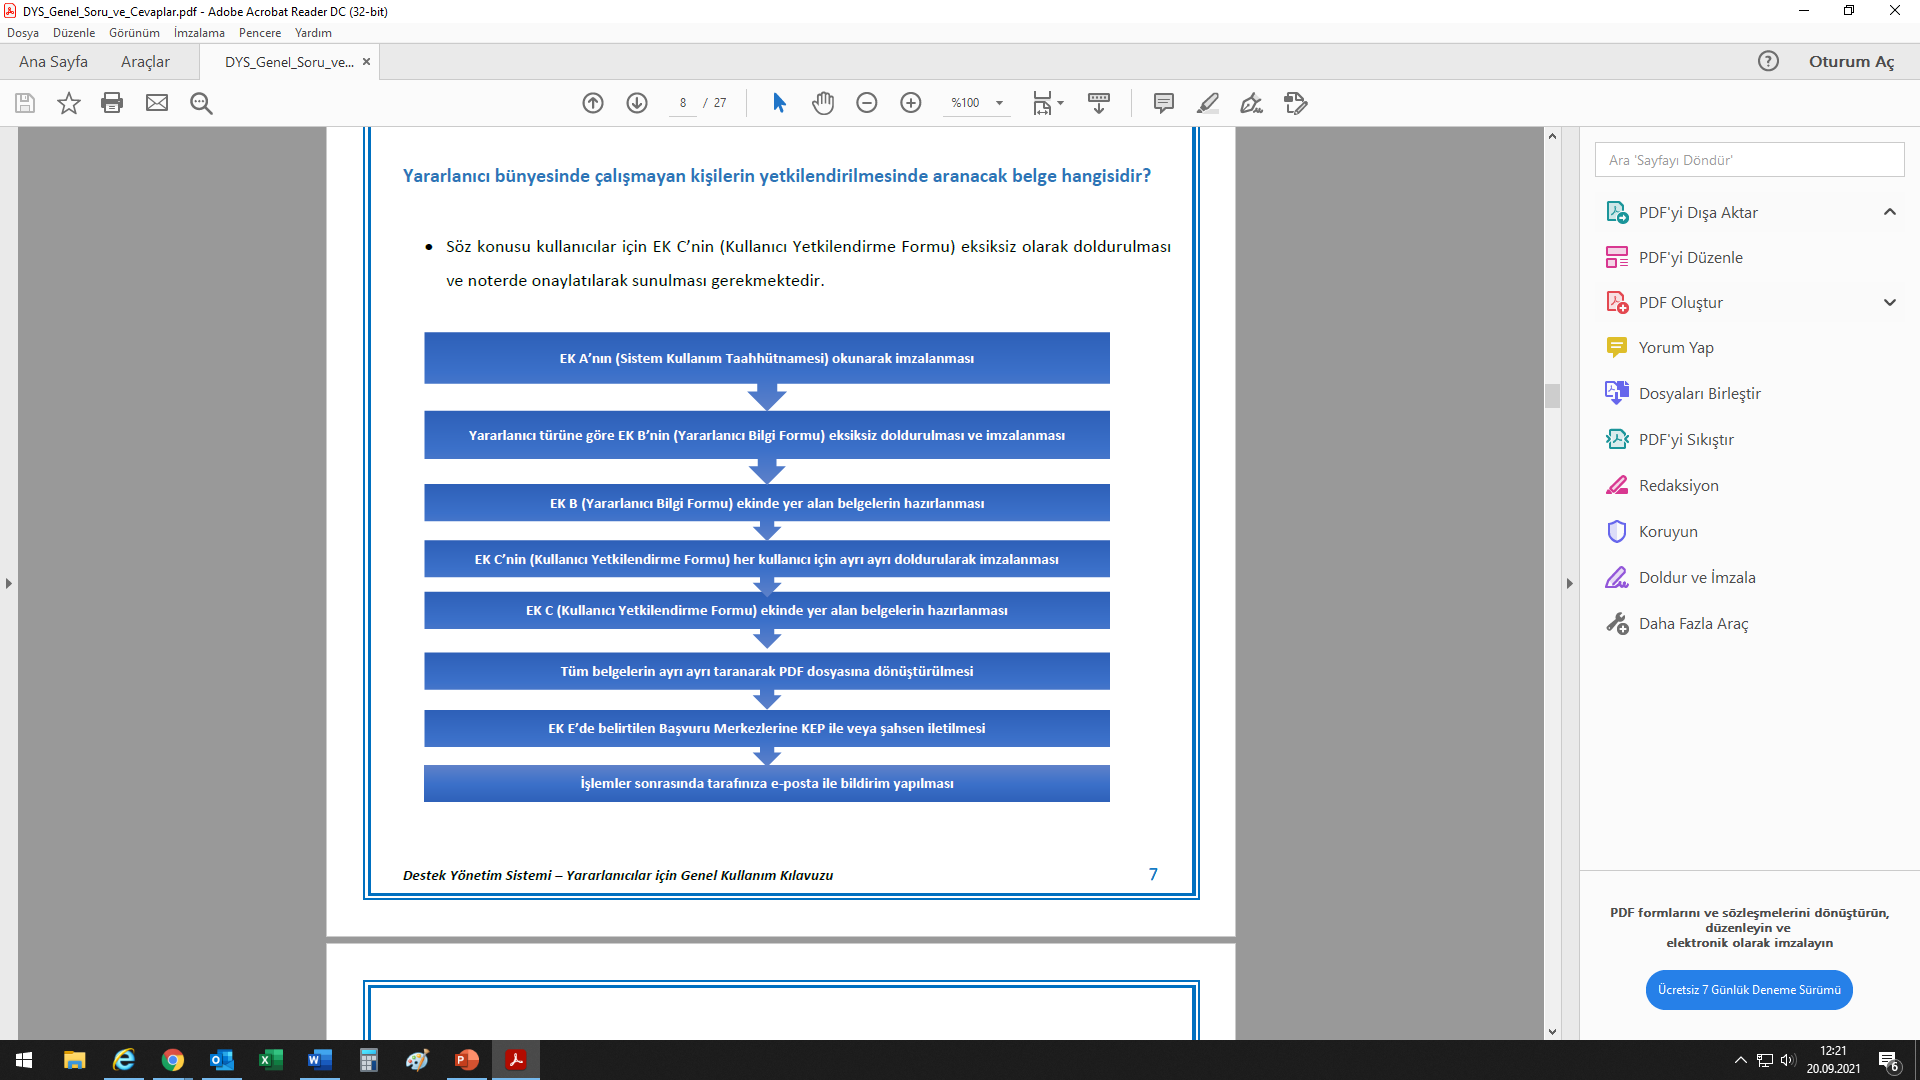 DYS_Genel_Soru_ve_Cevaplar.pdf - Adobe Acrobat Reader DC (32-bit)
Dosya Düzenle Görünüm İmzalama Pencere Yardım
Ana Sayfa Araçlar DYS_Genel_Soru_ve... Oturum Aç
8 / 27 %100
Yararlanıcı bünyesinde çalışmayan kişilerin yetkilendirilmesinde aranacak belge hangisidir?
• Söz konusu kullanıcılar için EK C’nin (Kullanıcı Yetkilendirme Formu) eksiksiz olarak doldurulması
ve noterde onaylatılarak sunulması gerekmektedir.
EK A’nın (Sistem Kullanım Taahhütnamesi) okunarak imzalanması
Yararlanıcı türüne göre EK B’nin (Yararlanıcı Bilgi Formu) eksiksiz doldurulması ve imzalanması
EK B (Yararlanıcı Bilgi Formu) ekinde yer alan belgelerin hazırlanması
EK C’nin (Kullanıcı Yetkilendirme Formu) her kullanıcı için ayrı ayrı doldurularak imzalanması
EK C (Kullanıcı Yetkilendirme Formu) ekinde yer alan belgelerin hazırlanması
Tüm belgelerin ayrı ayrı taranarak PDF dosyasına dönüştürülmesi
EK E’de belirtilen Başvuru Merkezlerine KEP ile veya şahsen iletilmesi
İşlemler sonrasında tarafınıza e-posta ile bildirim yapılması
Destek Yönetim Sistemi – Yararlanıcılar için Genel Kullanım Kılavuzu 7
Ara 'Sayfayı Döndür'
PDF'yi Dışa Aktar
PDF'yi Düzenle
PDF Oluştur
Yorum Yap
Dosyaları Birleştir
PDF'yi Sıkıştır
Redaksiyon
Koruyun
Doldur ve İmzala
Daha Fazla Araç
PDF formlarını ve sözleşmelerini dönüştürün,
düzenleyin ve
elektronik olarak imzalayın
Ücretsiz 7 Günlük Deneme Sürümü
12:21
20.09.2021
6